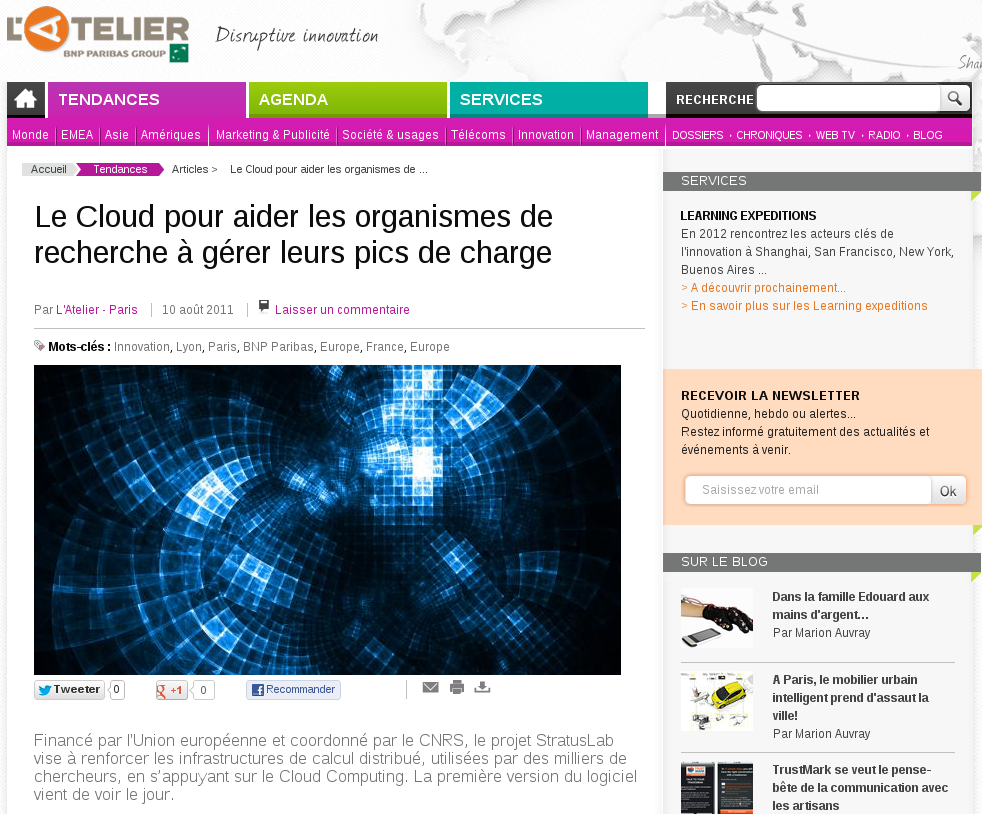 L'ATELIER
BNP PARIBAS GROUP
Disruptive innovation
TENDANCES
AGENDA
SERVICES
RECHERCHE
Monde
EMEA
Asie
Amériques
Marketing & Publicité
Société & usages
Télécoms
Innovation
Management
DOSSIERS · CHRONIQUES · WEB TV · RADIO · BLOG
Accueil
Tendances
Articles >
Le Cloud pour aider les organismes de ...
Le Cloud pour aider les organismes de
recherche à gérer leurs pics de charge
Par L'Atelier - Paris
10 août 2011
Laisser un commentaire
Mots-clés : Innovation, Lyon, Paris, BNP Paribas, Europe, France, Europe
Tweeter
0
g +1
0
Recommander
Financé par l'Union européenne et coordonné par le CNRS, le projet StratusLab
vise à renforcer les infrastructures de calcul distribué, utilisées par des milliers de
chercheurs, en s'appuyant sur le Cloud Computing. La première version du logiciel
vient de voir le jour.
SERVICES
LEARNING EXPEDITIONS
En 2012 rencontrez les acteurs clés de
l'innovation à Shanghai, San Francisco, New York,
Buenos Aires ...
> A découvrir prochainement...
> En savoir plus sur les Learning expeditions
RECEVOIR LA NEWSLETTER
Quotidienne, hebdo ou alertes...
Restez informé gratuitement des actualités et
événements à venir.
Saisissez votre email
Ok
SUR LE BLOG
Dans la famille Edouard aux
mains d'argent...
Par Marion Auvray
A Paris, le mobilier urbain
intelligent prend d'assaut la
ville!
Par Marion Auvray
TrustMark se veut le pense-
bête de la communication avec
les artisans